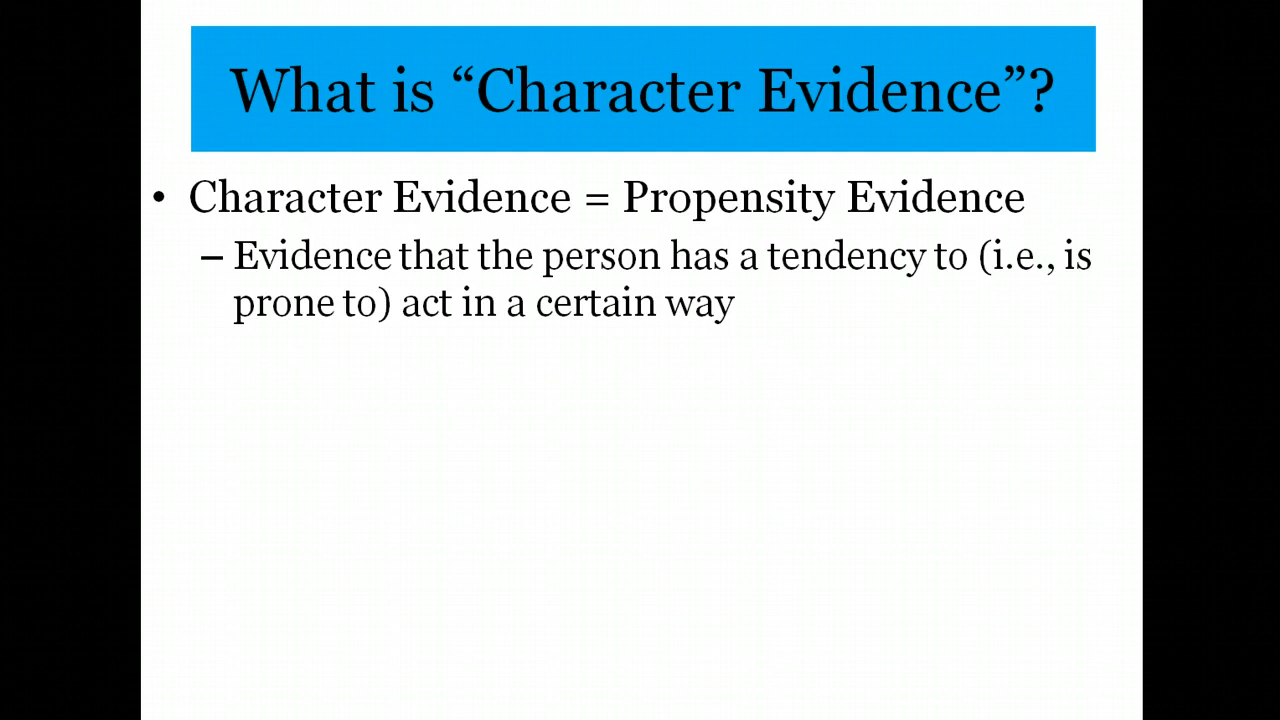 What is “Character Evidence”?
• Character Evidence = Propensity Evidence
– Evidence that the person has a tendency to (i.e., is
prone to) act in a certain way